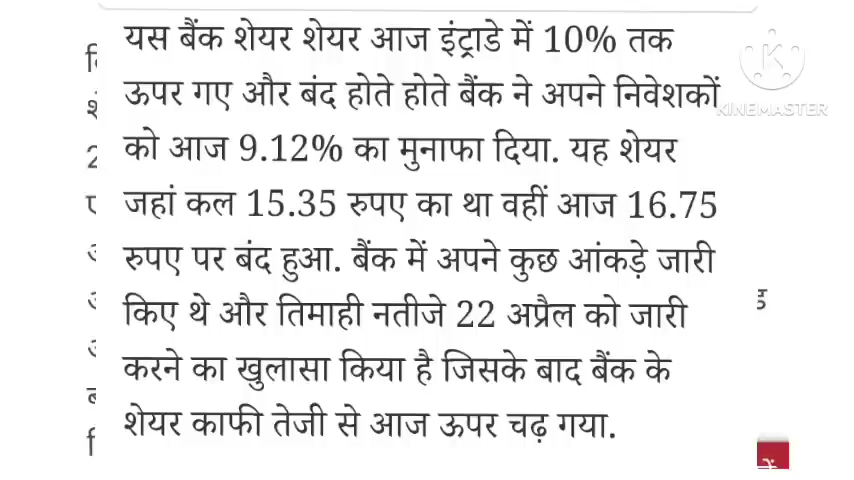 यस बैंक शेयर शेयर आज इंट्राडे में 10% तक
ऊपर गए और बंद होते होते बैंक ने अपने निवेशकों
को आज 9.12% का मुनाफा दिया. यह शेयर
जहां कल 15.35 रुपए का था वहीं आज 16.75
रुपए पर बंद हुआ. बैंक में अपने कुछ आंकड़े जारी
किए थे और तिमाही नतीजे 22 अप्रैल को जारी
करने का खुलासा किया है जिसके बाद बैंक के
शेयर काफी तेजी से आज ऊपर चढ़ गया.
KINEMASTER